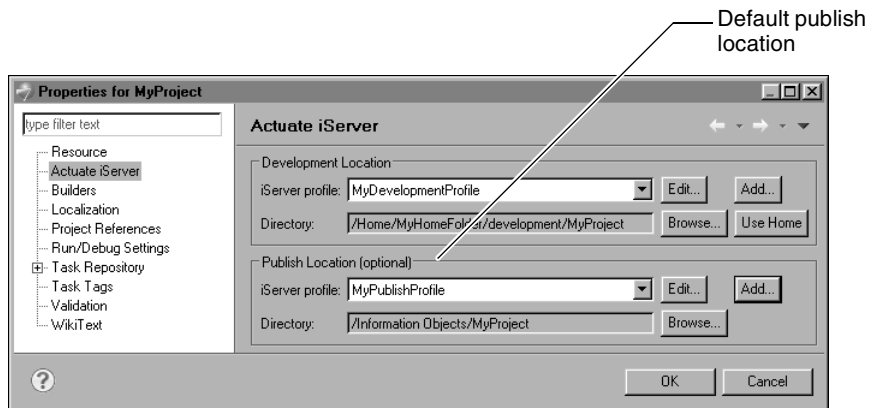 Default publish
location
Properties for MyProject
type filter text
Resource
Actuate iServer
Builders
Localization
Project References
Run/Debug Settings
Task Repository
Task Tags
Validation
WikiText
Actuate iServer
Development Location
iServer profile: MyDevelopmentProfile Edit... Add...
Directory: /Home/MyHomeFolder/development/MyProject Browse... Use Home
Publish Location (optional)
iServer profile: MyPublishProfile Edit... Add...
Directory: /Information Objects/MyProject Browse...
? OK Cancel